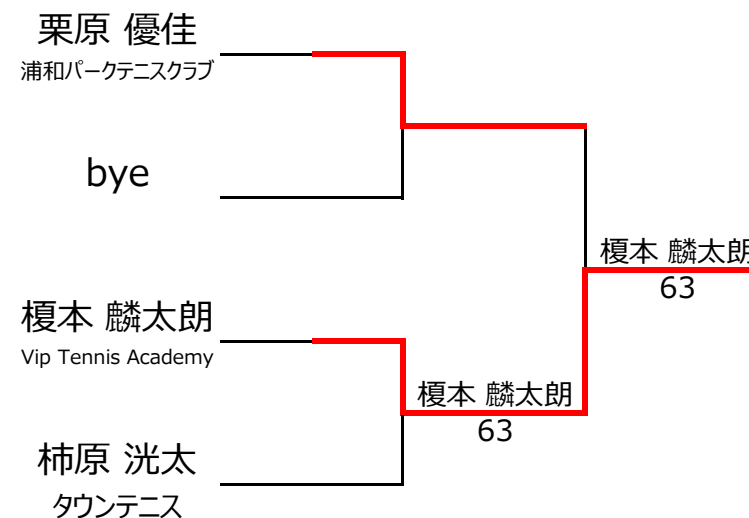 栗原 優佳
浦和パークテニスクラブ
bye
榎本 麟太朗
63
榎本 麟太朗
Vip Tennis Academy
榎本 麟太朗
63
柿原 洸太
タウンテニス